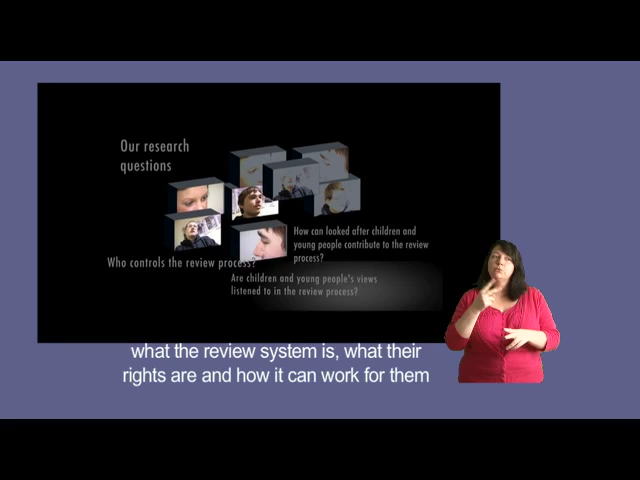 Our research
questions
How can looked after children and
young people contribute to the review
process?
Who controls the review process?
Are children and young people's views
listened to in the review process?
what the review system is, what their
rights are and how it can work for them